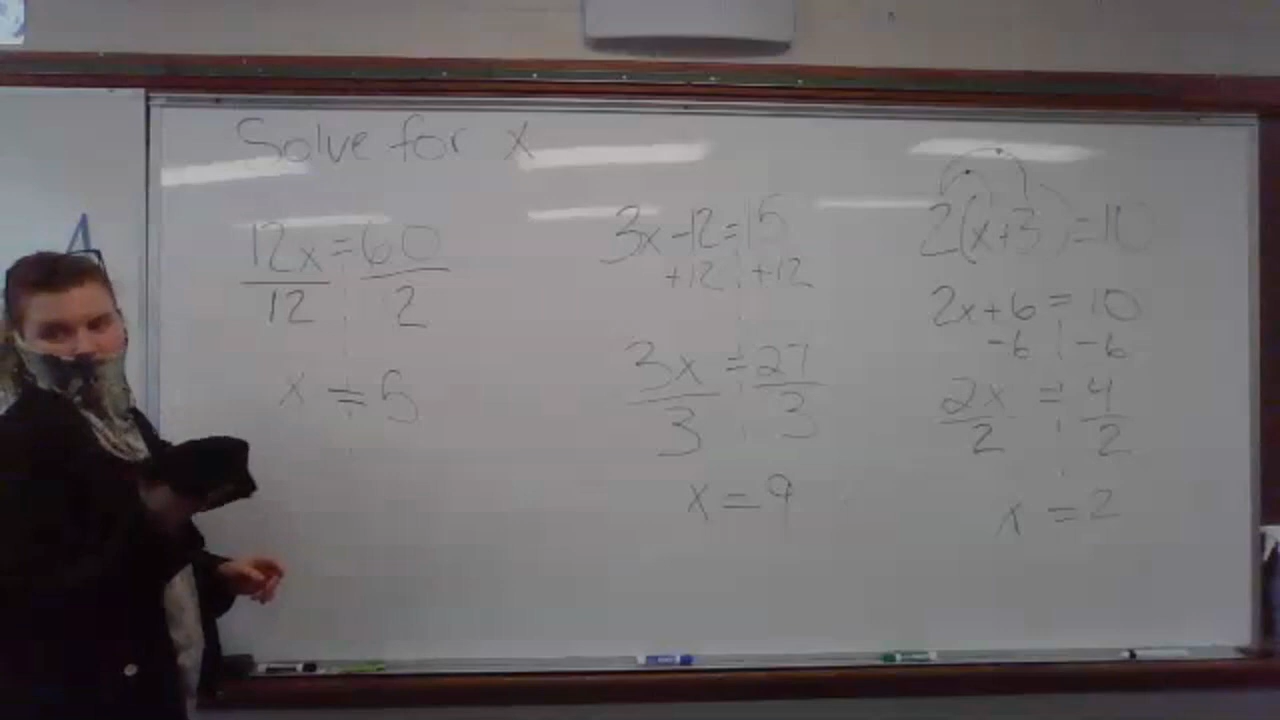 Solve for x
12x = 60
12 2
x = 5
3x - 12 = 15
+12 +12
3x = 27
3 3
x = 9
2(x+3) = 10
2x + 6 = 10
-6 -6
2x = 4
2 2
x = 2